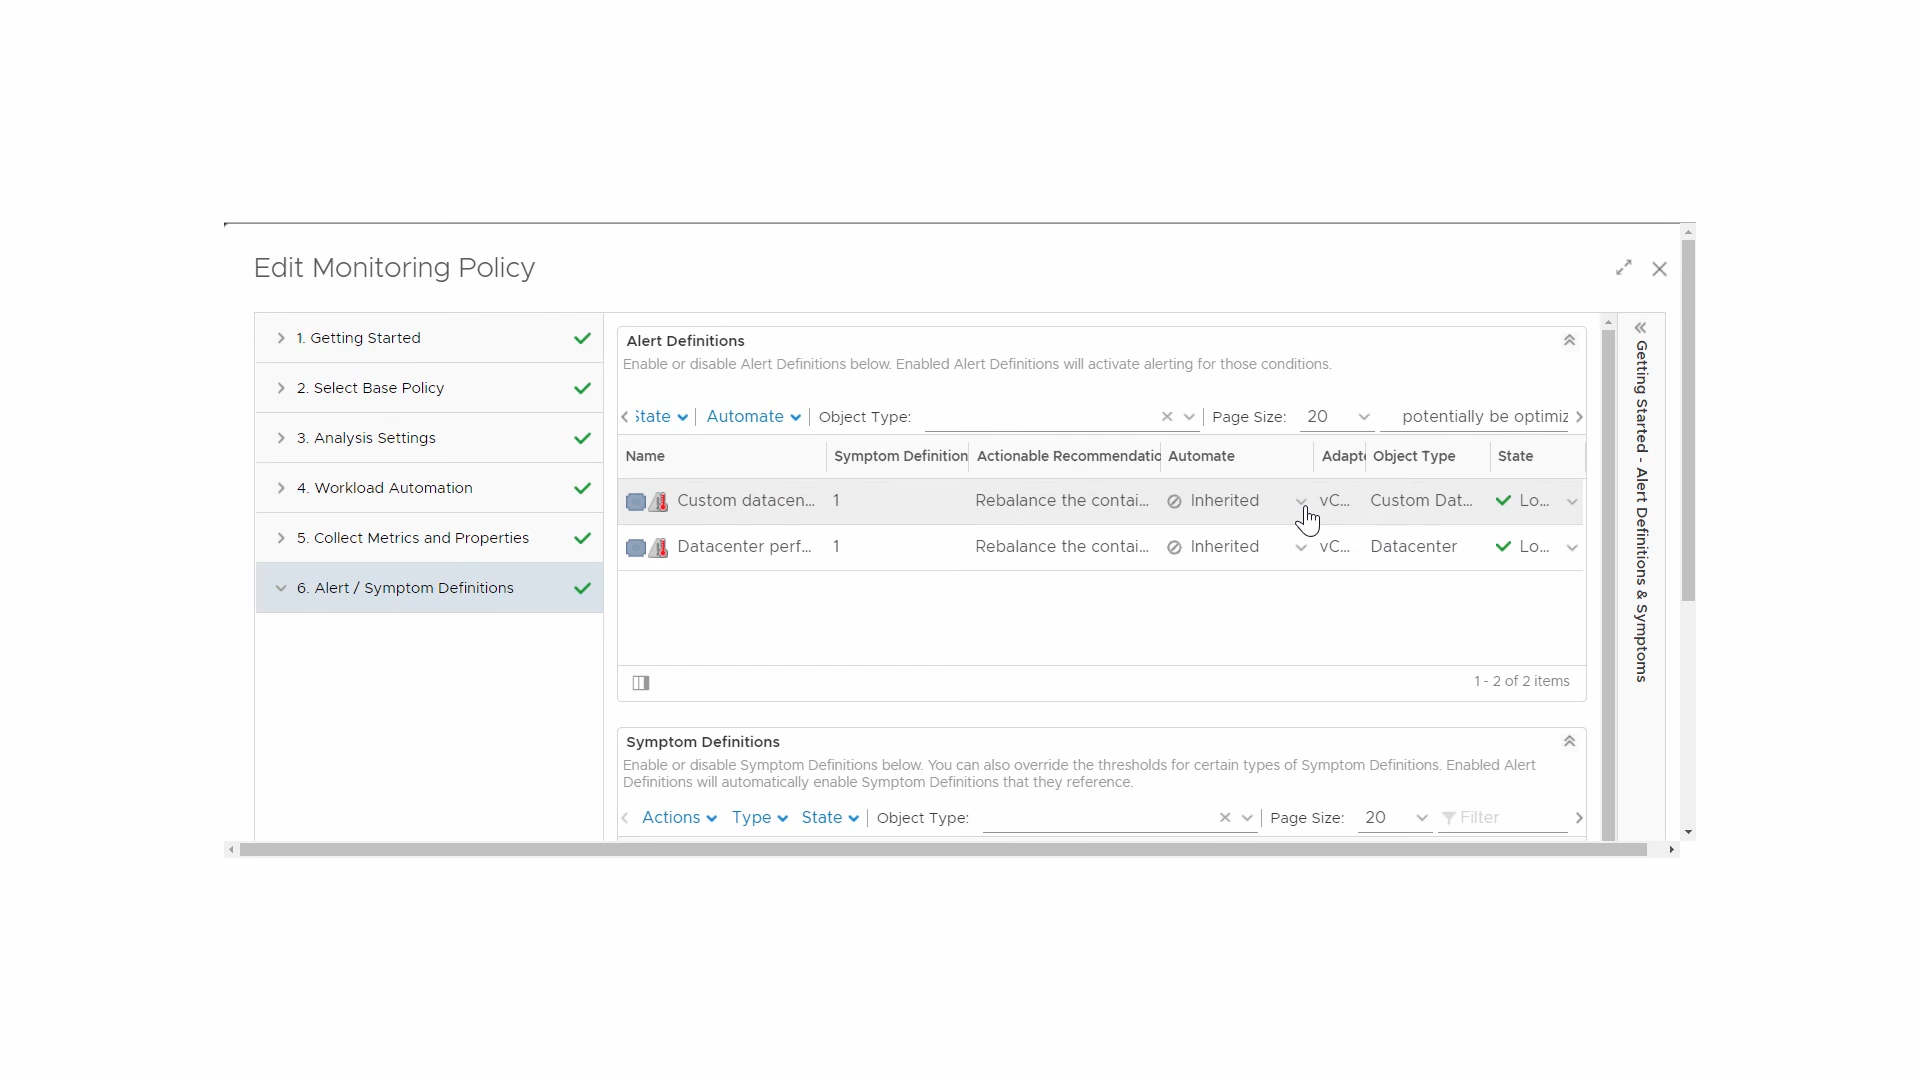 Edit Monitoring Policy
1. Getting Started
2. Select Base Policy
3. Analysis Settings
4. Workload Automation
5. Collect Metrics and Properties
6. Alert / Symptom Definitions
Alert Definitions
Enable or disable Alert Definitions below. Enabled Alert Definitions will activate alerting for those conditions.
State Automate Object Type: Page Size: 20 potentially be optimiz
Name Symptom Definition Actionable Recommendatio Automate Adapt Object Type State
Custom datacen... 1 Rebalance the contai... Inherited vC... Custom Dat... Lo...
Datacenter perf... 1 Rebalance the contai... Inherited vC... Datacenter Lo...
1 - 2 of 2 items
Symptom Definitions
Enable or disable Symptom Definitions below. You can also override the thresholds for certain types of Symptom Definitions. Enabled Alert
Definitions will automatically enable Symptom Definitions that they reference.
Actions Type State Object Type: Page Size: 20 Filter
Getting Started - Alert Definitions & Symptoms